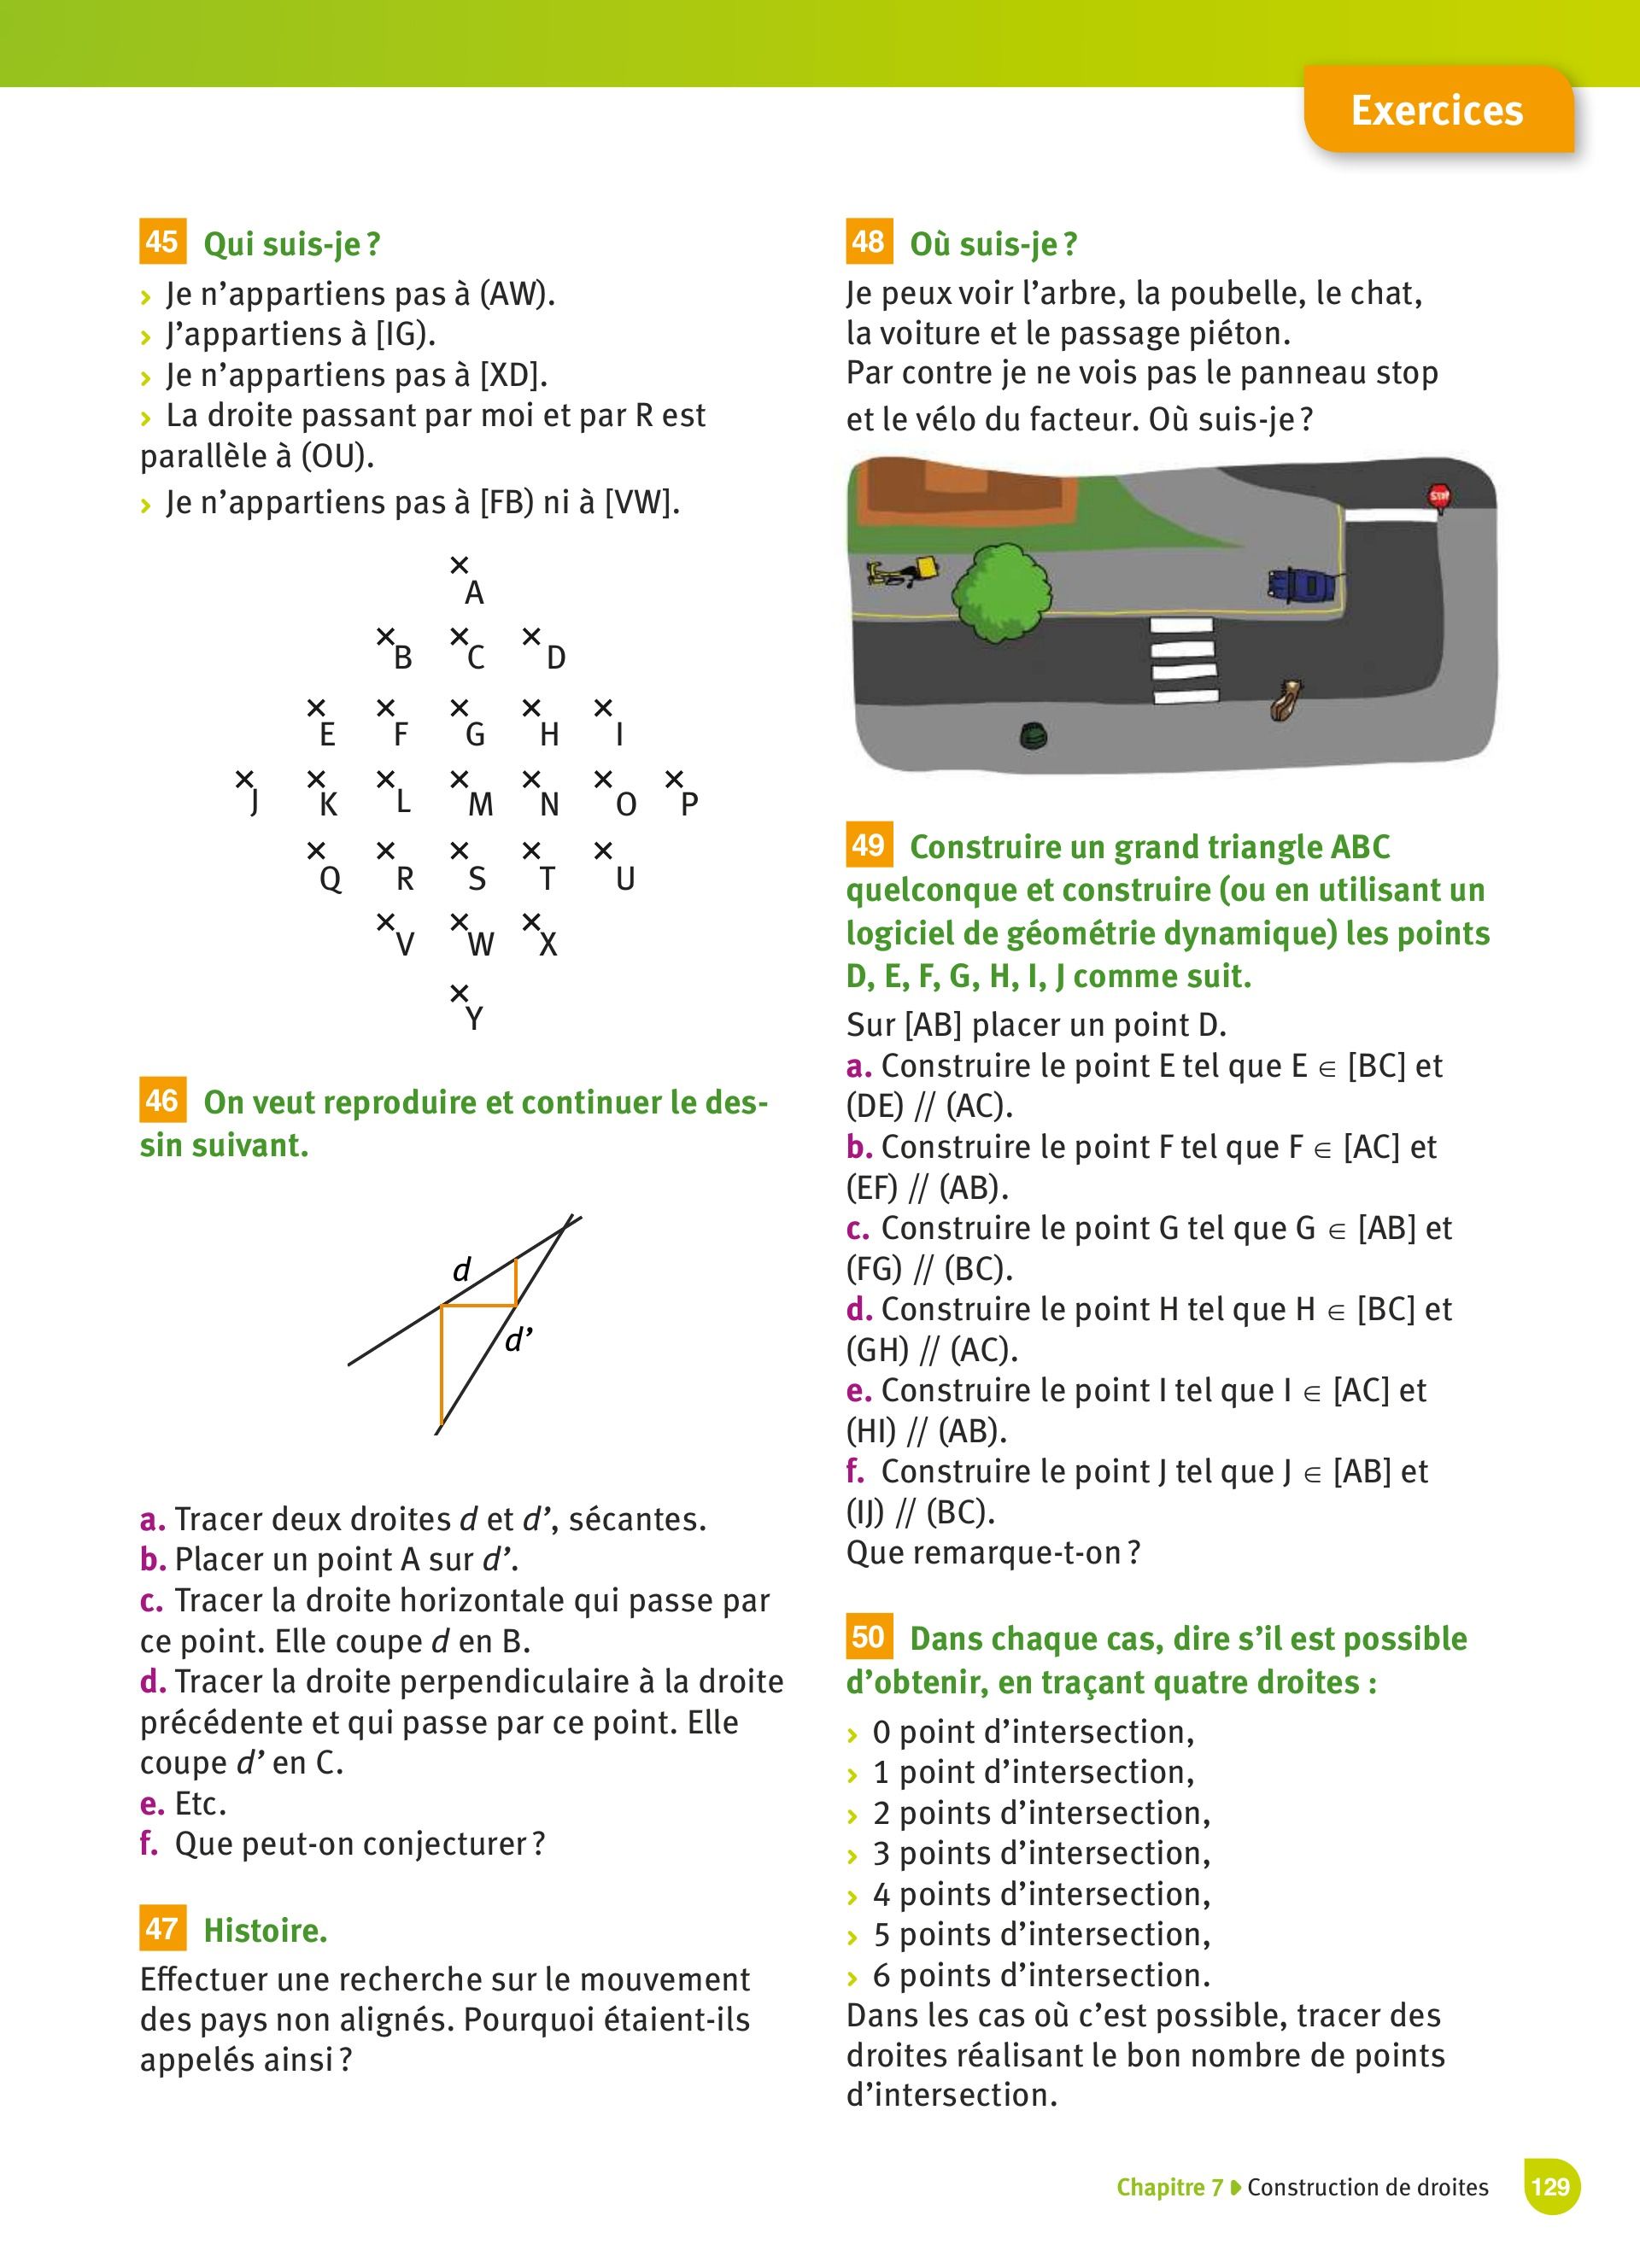 Exercices
45 Qui suis-je ?
› Je n’appartiens pas à (AW).
› J’appartiens à [IG).
› Je n’appartiens pas à [XD].
› La droite passant par moi et par R est
parallèle à (OU).
› Je n’appartiens pas à [FB) ni à [VW].
A
B C D
E F G H I
J K L M N O P
Q R S T U
V W X
Y
46 On veut reproduire et continuer le des-
sin suivant.
d
d’
a. Tracer deux droites d et d’, sécantes.
b. Placer un point A sur d’.
c. Tracer la droite horizontale qui passe par
ce point. Elle coupe d en B.
d. Tracer la droite perpendiculaire à la droite
précédente et qui passe par ce point. Elle
coupe d’ en C.
e. Etc.
f. Que peut-on conjecturer ?
47 Histoire.
Effectuer une recherche sur le mouvement
des pays non alignés. Pourquoi étaient-ils
appelés ainsi ?
48 Où suis-je ?
Je peux voir l’arbre, la poubelle, le chat,
la voiture et le passage piéton.
Par contre je ne vois pas le panneau stop
et le vélo du facteur. Où suis-je ?
STOP
49 Construire un grand triangle ABC
quelconque et construire (ou en utilisant un
logiciel de géométrie dynamique) les points
D, E, F, G, H, I, J comme suit.
Sur [AB] placer un point D.
a. Construire le point E tel que E ∈ [BC] et
(DE) // (AC).
b. Construire le point F tel que F ∈ [AC] et
(EF) // (AB).
c. Construire le point G tel que G ∈ [AB] et
(FG) // (BC).
d. Construire le point H tel que H ∈ [BC] et
(GH) // (AC).
e. Construire le point I tel que I ∈ [AC] et
(HI) // (AB).
f. Construire le point J tel que J ∈ [AB] et
(IJ) // (BC).
Que remarque-t-on ?
50 Dans chaque cas, dire s’il est possible
d’obtenir, en traçant quatre droites :
› 0 point d’intersection,
› 1 point d’intersection,
› 2 points d’intersection,
› 3 points d’intersection,
› 4 points d’intersection,
› 5 points d’intersection,
› 6 points d’intersection.
Dans les cas où c’est possible, tracer des
droites réalisant le bon nombre de points
d’intersection.
Chapitre 7 Construction de droites 129